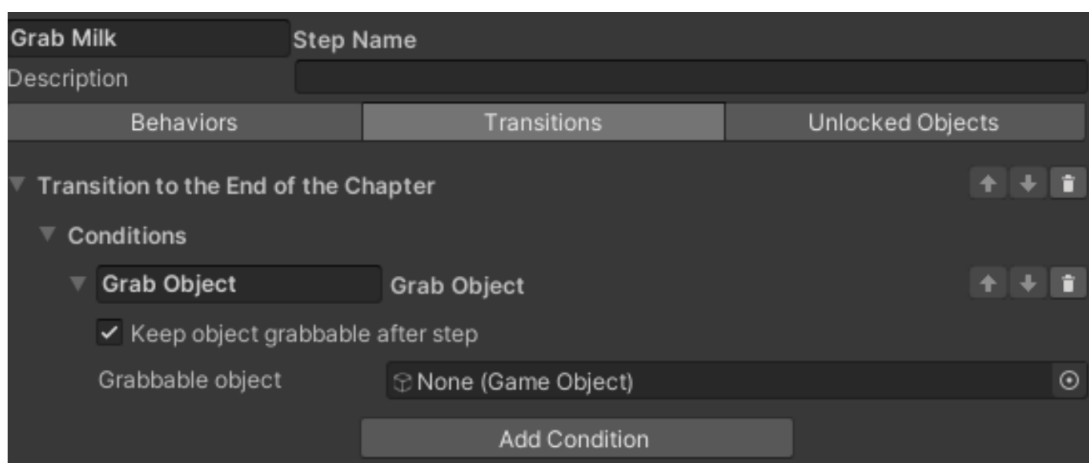 Grab Milk Step Name
Description
Behaviors Transitions Unlocked Objects
Transition to the End of the Chapter
Conditions
Grab Object Grab Object
Keep object grabbable after step
Grabbable object None (Game Object)
Add Condition